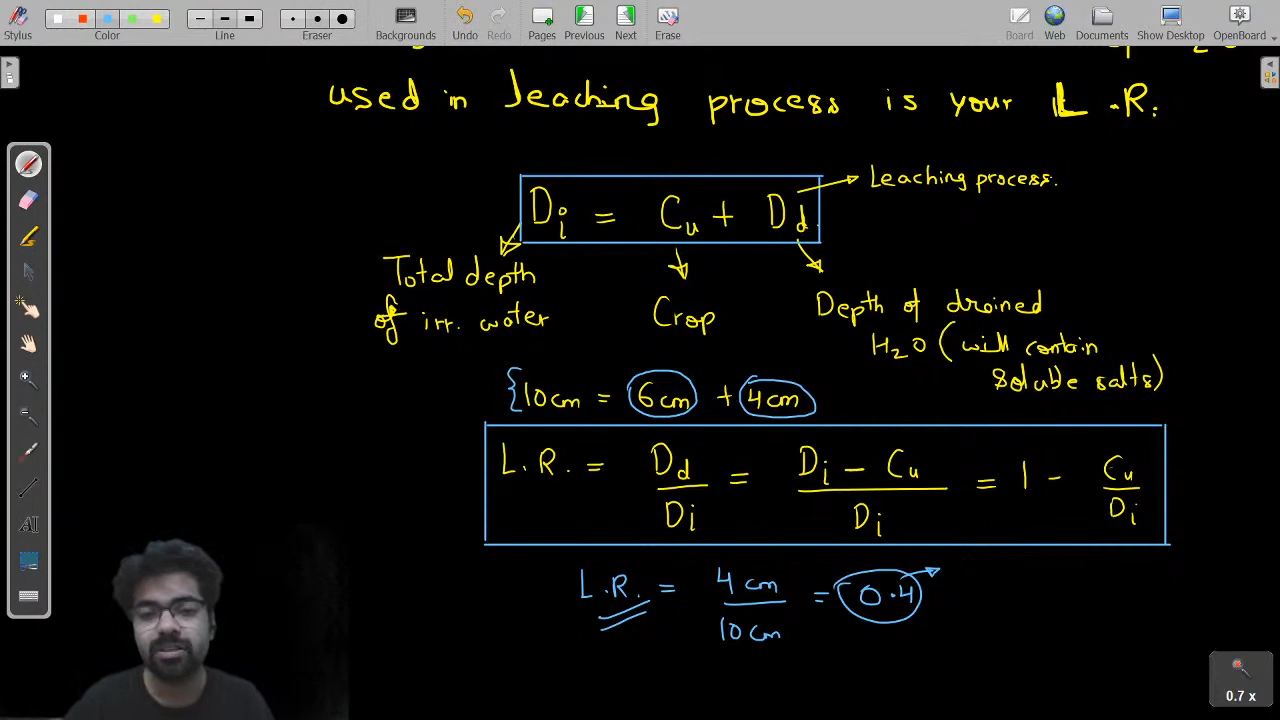 Stylus
Color
Line
Eraser
Backgrounds
Undo
Redo
Pages
Previous
Next
Erase
Board
Web
Documents
Show Desktop
OpenBoard
used in leaching process is your L.R.
Di = Cu + Dd
Leaching process.
Total depth
of irr. water
Crop
Depth of drained
H2O (will contain
soluble salts)
{10cm = 6cm + 4cm
L.R. = Dd/Di = Di - Cu/Di = 1 - Cu/Di
L.R. = 4 cm/10cm = 0.4
AI
0.7 x